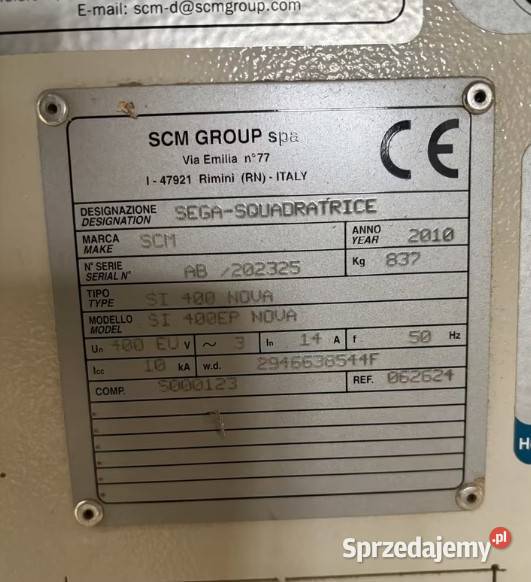 E-mail: scm-d@scmgroup.com
SCM GROUP spa
Via Emilia n°77
I - 47921 Rimini (RN) - ITALY
CE
DESIGNAZIONE SEGA-SQUADRATRICE
DESIGNATION
MARCA SCM ANNO 2010
MAKE YEAR
N° SERIE AB /202325 Kg 837
SERIAL N°
TIPO SI 400 NOVA
TYPE
MODELLO SI 400EP NOVA
MODEL
Un 400 EU V ~ 3 In 14 A f 50 Hz
Icc 10 kA w.d. 2946638544F
COMP. S000123 REF. 062624
H
Sprzedajemy.pl